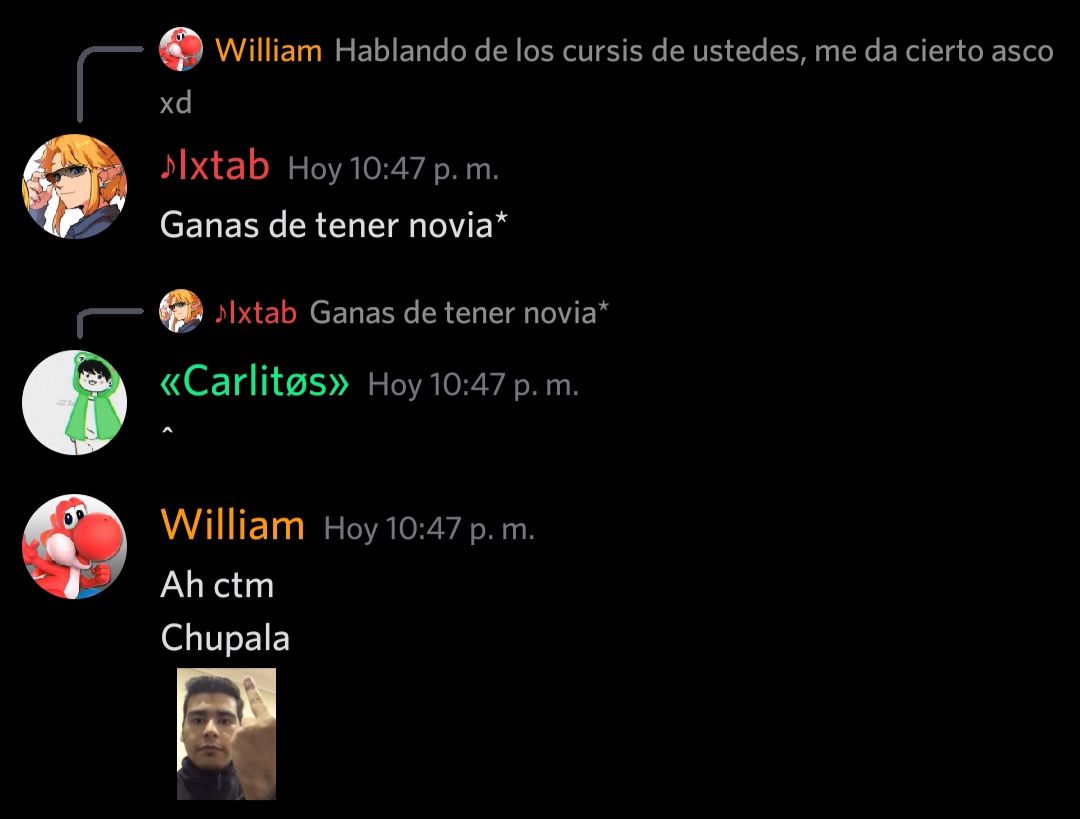 William Hablando de los cursis de ustedes, me da cierto asco
xd
♪Ixtab Hoy 10:47 p. m.
Ganas de tener novia*
♪Ixtab Ganas de tener novia*
«Carlitøs» Hoy 10:47 p. m.
^
William Hoy 10:47 p. m.
Ah ctm
Chupala